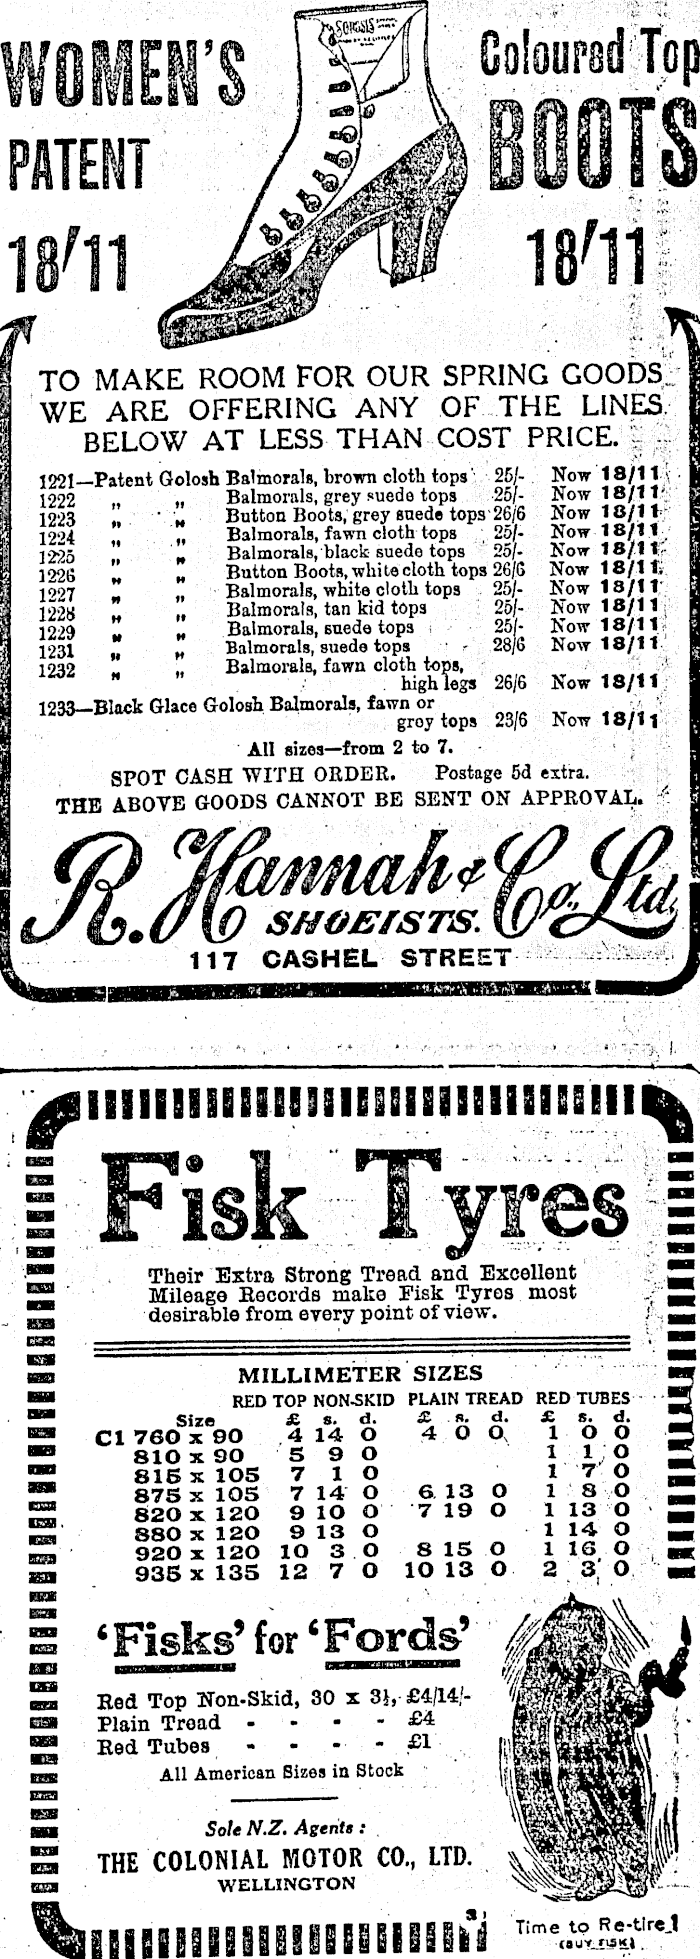 WOMEN'S
PATENT
18/11
SOROSIS
Coloured Top
BOOTS
18/11
TO MAKE ROOM FOR OUR SPRING GOODS
WE ARE OFFERING ANY OF THE LINES
BELOW AT LESS THAN COST PRICE.
1221—Patent Golosh Balmorals, brown cloth tops 25/- Now 18/11
1222 „ „ Balmorals, grey suede tops 25/- Now 18/11
1223 „ „ Button Boots, grey suede tops 26/6 Now 18/11
1224 „ „ Balmorals, fawn cloth tops 25/- Now 18/11
1225 „ „ Balmorals, black suede tops 25/- Now 18/11
1226 „ „ Button Boots, white cloth tops 26/6 Now 18/11
1227 „ „ Balmorals, white cloth tops 25/- Now 18/11
1228 „ „ Balmorals, tan kid tops 25/- Now 18/11
1229 „ „ Balmorals, suede tops 25/- Now 18/11
1231 „ „ Balmorals, suede tops 28/6 Now 18/11
1232 „ „ Balmorals, fawn cloth tops,
high legs 26/6 Now 18/11
1233—Black Glace Golosh Balmorals, fawn or
grey tops 23/6 Now 18/11
All sizes—from 2 to 7.
SPOT CASH WITH ORDER. Postage 5d extra.
THE ABOVE GOODS CANNOT BE SENT ON APPROVAL.
R. Hannah & Co., Ltd.
SHOEISTS.
117 CASHEL STREET
Fisk Tyres
Their Extra Strong Tread and Excellent
Mileage Records make Fisk Tyres most
desirable from every point of view.
MILLIMETER SIZES
RED TOP NON-SKID PLAIN TREAD RED TUBES
Size £ s. d. £ s. d. £ s. d.
C1 760 x 90 4 14 0 4 0 0 1 0 0
810 x 90 5 9 0 1 1 0
815 x 105 7 1 0 1 7 0
875 x 105 7 14 0 6 13 0 1 8 0
820 x 120 9 10 0 7 19 0 1 13 0
880 x 120 9 13 0 1 14 0
920 x 120 10 3 0 8 15 0 1 16 0
935 x 135 12 7 0 10 13 0 2 3 0
'Fisks' for 'Fords'
Red Top Non-Skid, 30 x 3½, £4/14/-
Plain Tread - - - - £4
Red Tubes - - - - £1
All American Sizes in Stock
Sole N.Z. Agents :
THE COLONIAL MOTOR CO., LTD.
WELLINGTON
3
Time to Re-tire!
(BUY FISK)